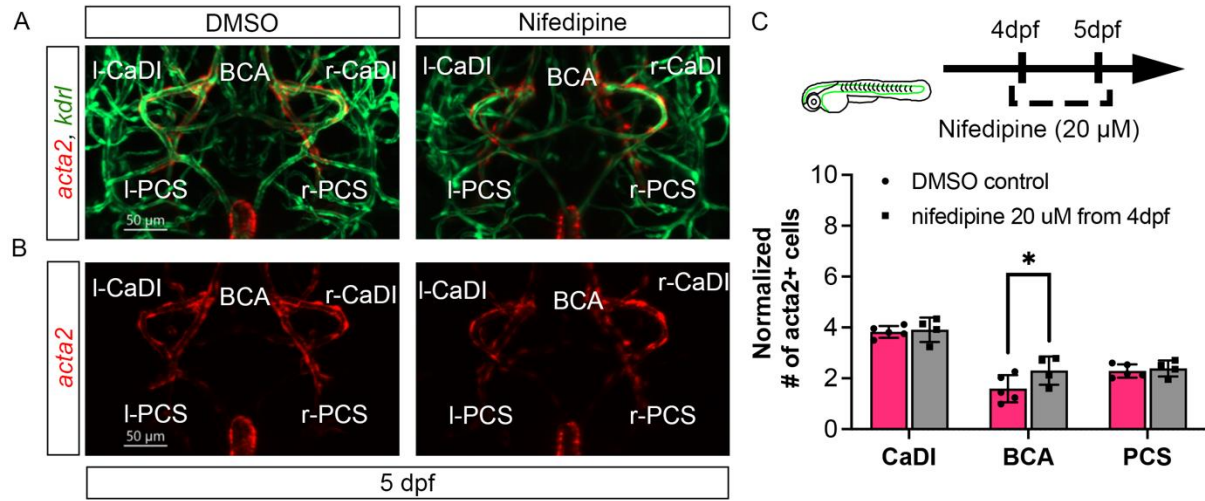 A
DMSO
Nifedipine
acta2, kdrl
l-CaDI
BCA
r-CaDI
l-PCS
r-PCS
50 µm
l-CaDI
BCA
r-CaDI
l-PCS
r-PCS
B
acta2
l-CaDI
BCA
r-CaDI
l-PCS
r-PCS
50 µm
l-CaDI
BCA
r-CaDI
l-PCS
r-PCS
5 dpf
C
4dpf
5dpf
Nifedipine (20 µM)
Normalized
# of acta2+ cells
10
8
6
4
2
0
DMSO control
nifedipine 20 uM from 4dpf
*
CaDI
BCA
PCS